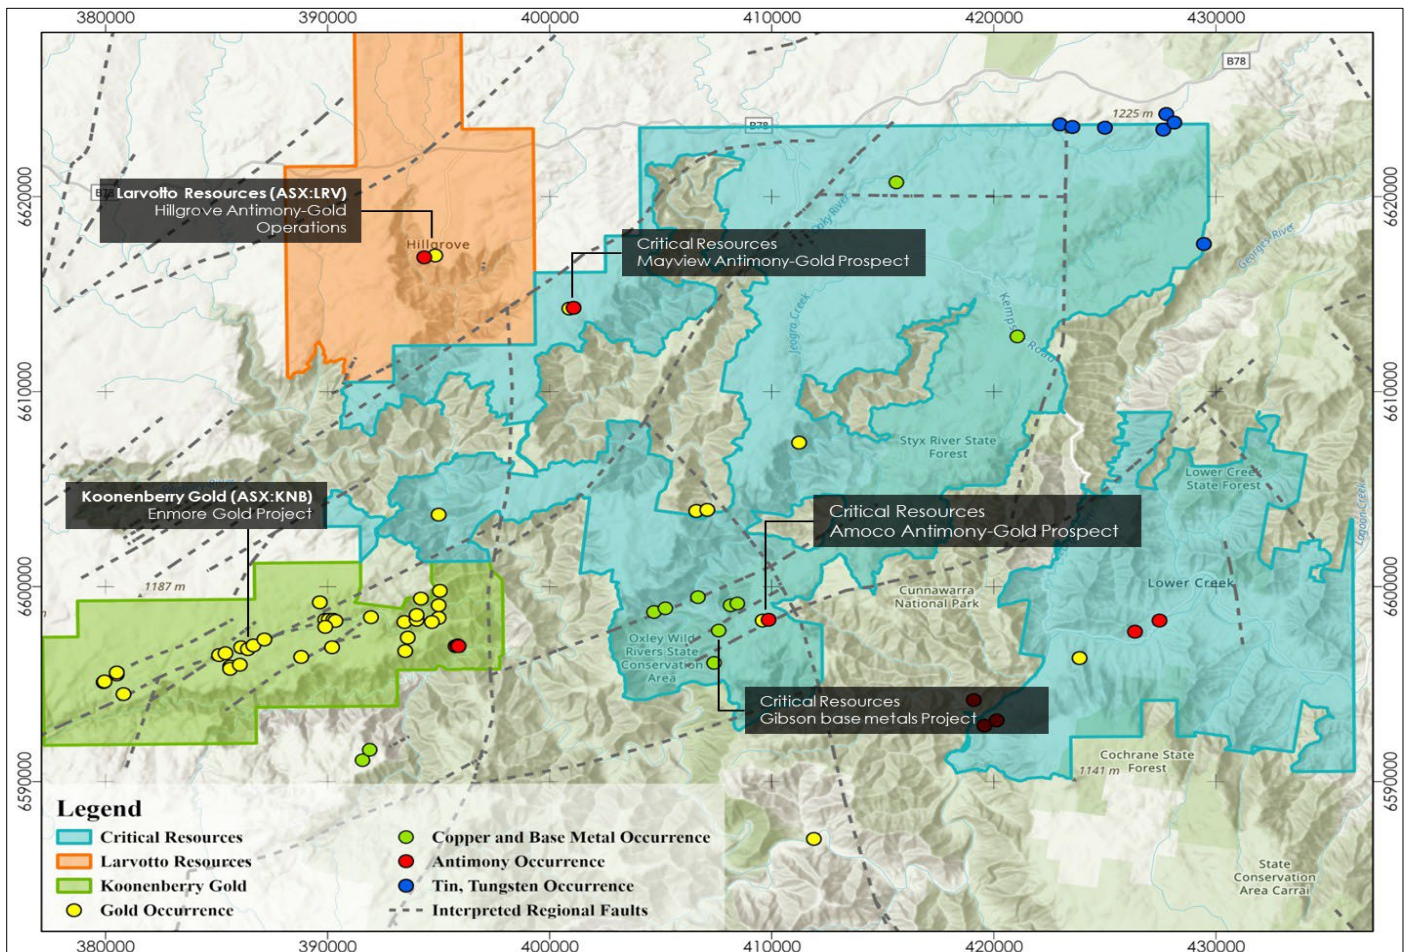 380000
390000
400000
410000
420000
430000
B78
1225 m
B78
6620000
6620000
Larvotto Resources (ASX:LRV)
Hillgrove Antimony-Gold
Operations
Hillgrove
Critical Resources
Mayview Antimony-Gold Prospect
Georges River
Jeogra Creek
Kemps
Road
6610000
6610000
Styx River State
Forest
Lower Creek
State Forest
Koonenberry Gold (ASX:KNB)
Enmore Gold Project
Critical Resources
Amoco Antimony-Gold Prospect
1187 m
m
6600000
6600000
Cunnawarra
National Park
Lower Creek
Oxley Wild
Rivers State
Conservation
Area
Critical Resources
Gibson base metals Project
Cochrane State
Forest
1141 m
6590000
6590000
Legend
Critical Resources
Larvotto Resources
Koonenberry Gold
Gold Occurrence
Copper and Base Metal Occurrence
Antimony Occurrence
Tin, Tungsten Occurrence
Interpreted Regional Faults
State
Conservation
Area Carrai
380000
390000
400000
410000
420000
430000